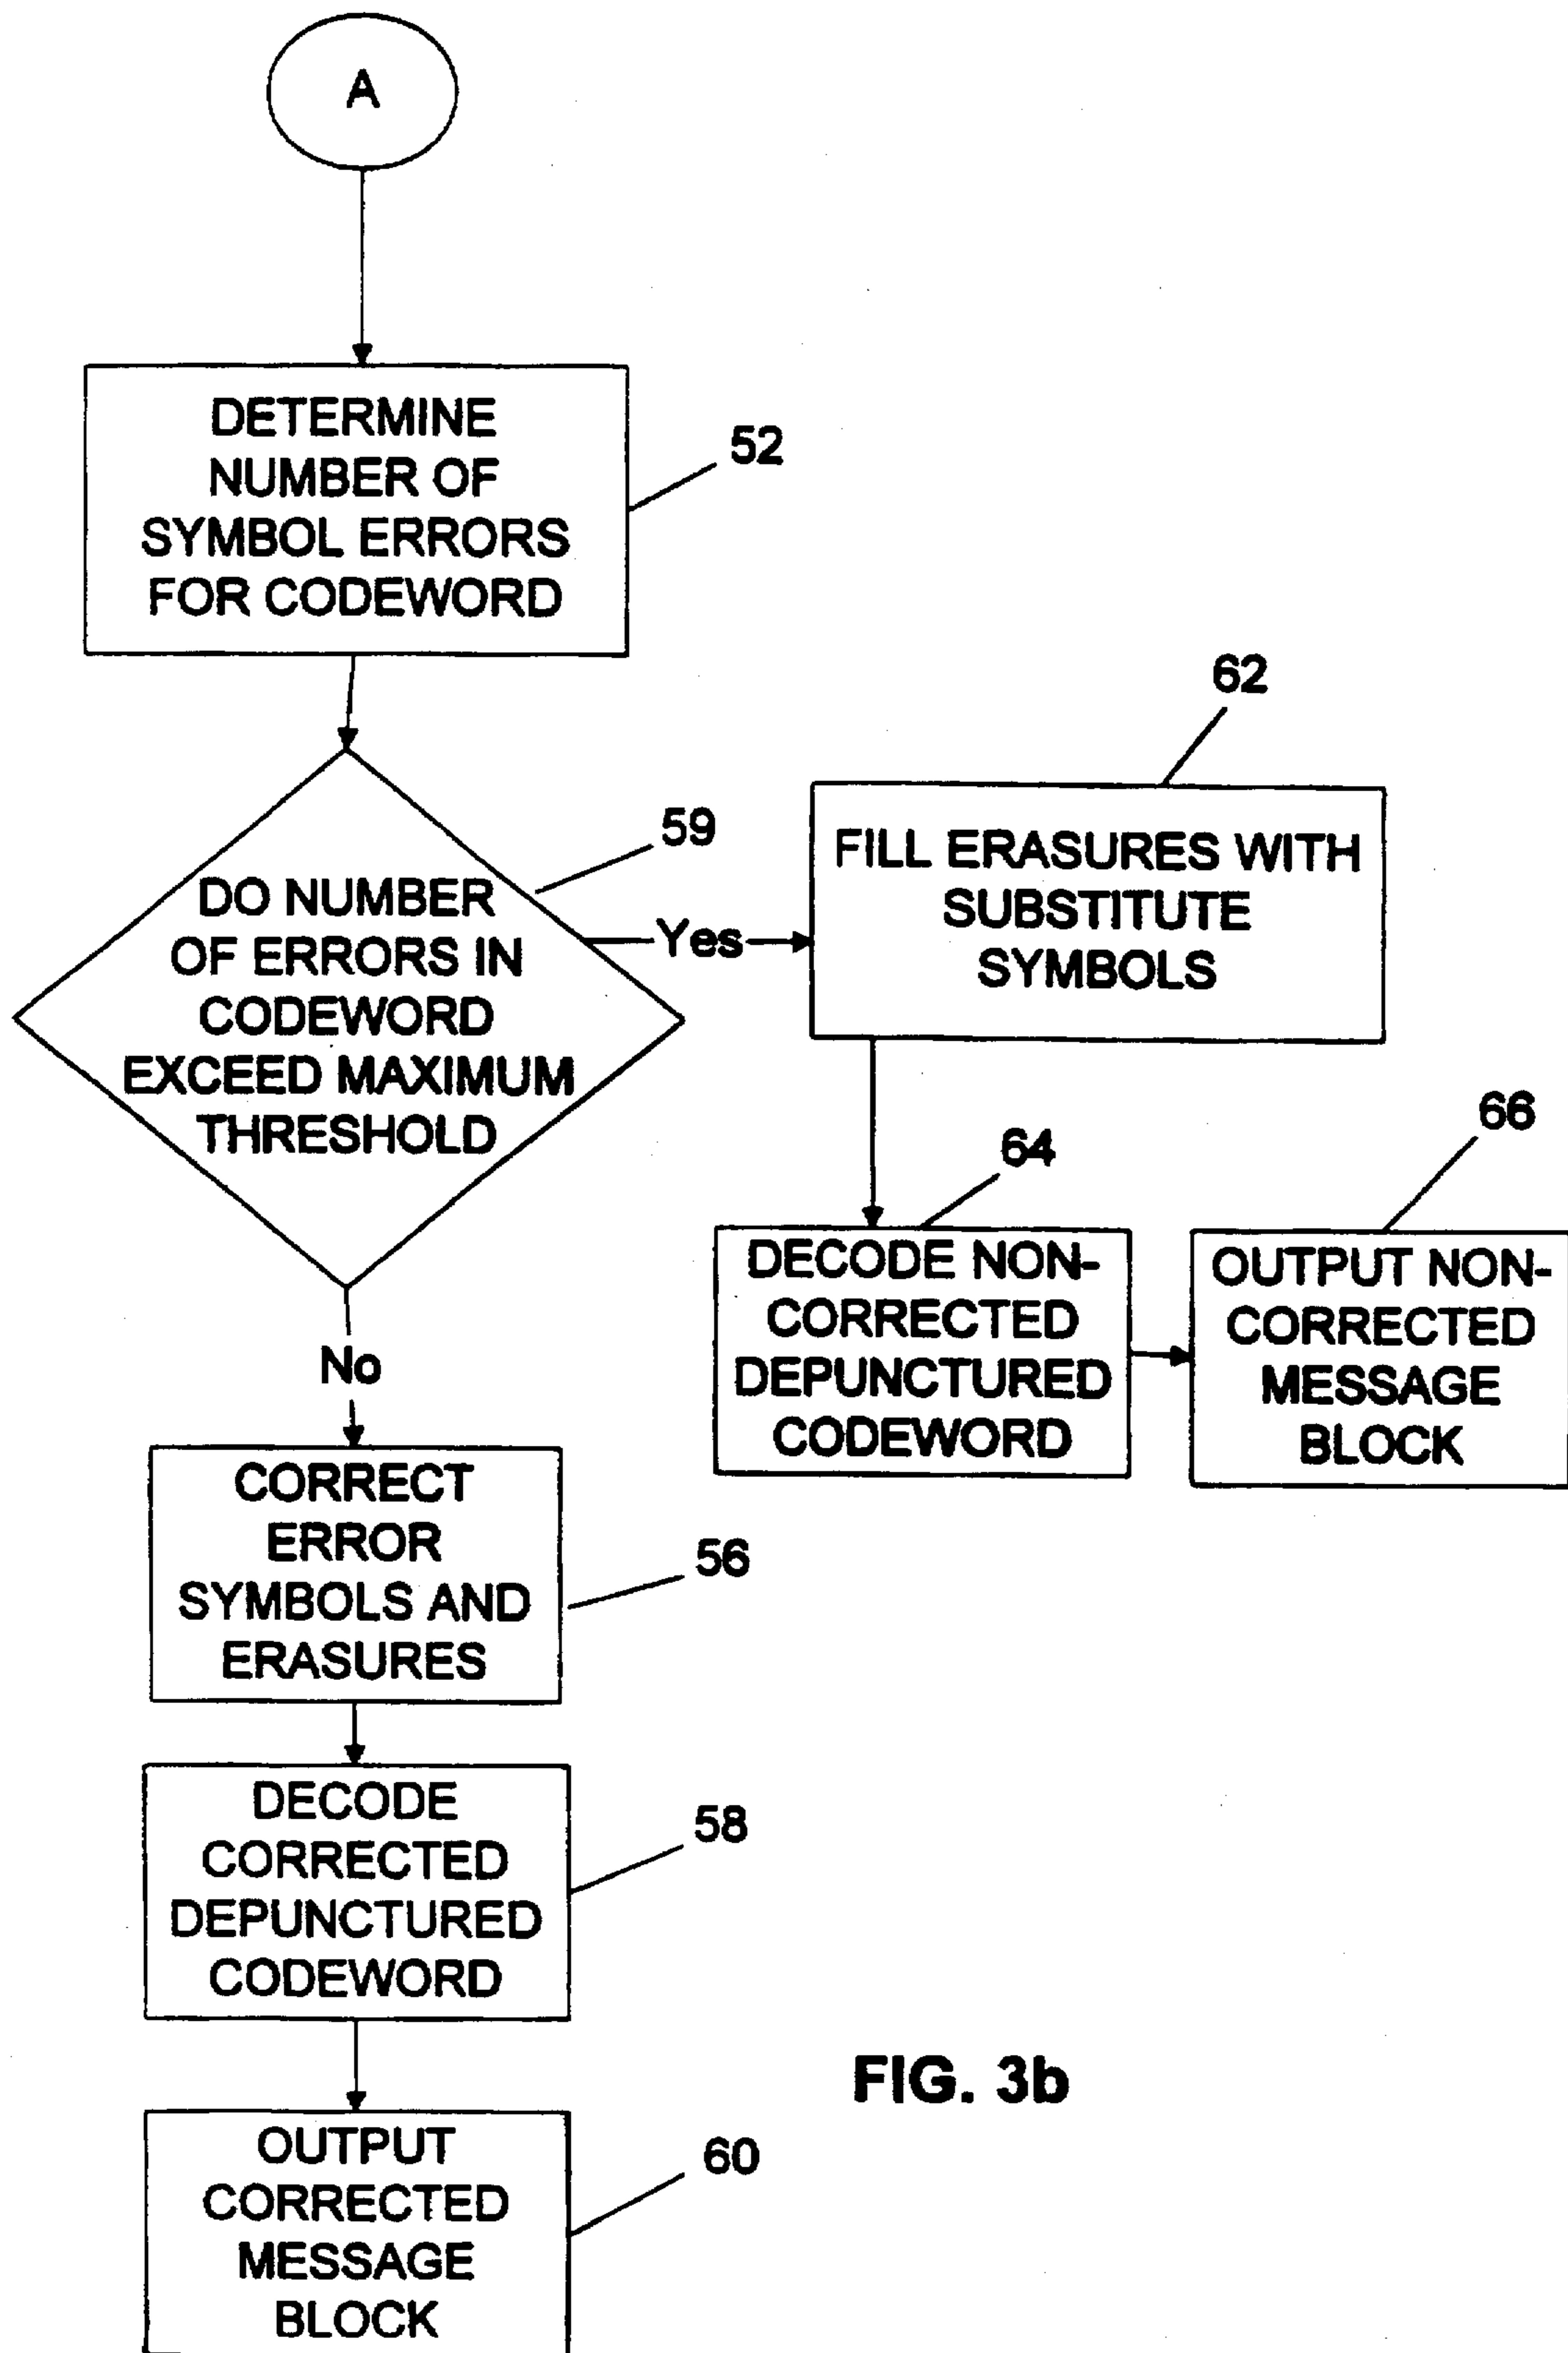 A
DETERMINE
NUMBER OF
SYMBOL ERRORS
FOR CODEWORD
52
DO NUMBER
OF ERRORS IN
CODEWORD
EXCEED MAXIMUM
THRESHOLD
59
Yes
62
FILL ERASURES WITH
SUBSTITUTE
SYMBOLS
64
DECODE NON-
CORRECTED
DEPUNCTURED
CODEWORD
66
OUTPUT NON-
CORRECTED
MESSAGE
BLOCK
No
CORRECT
ERROR
SYMBOLS AND
ERASURES
56
DECODE
CORRECTED
DEPUNCTURED
CODEWORD
58
OUTPUT
CORRECTED
MESSAGE
BLOCK
60
FIG. 3b